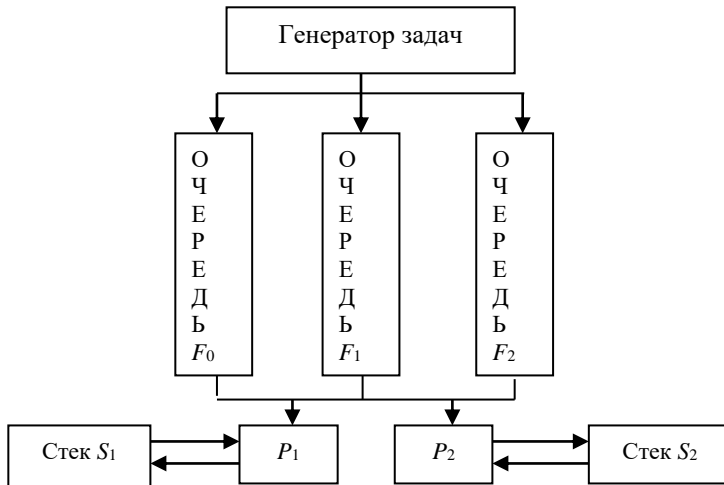 Генератор задач
О
Ч
Е
Р
Е
Д
Ь
F0
О
Ч
Е
Р
Е
Д
Ь
F1
О
Ч
Е
Р
Е
Д
Ь
F2
Стек S1
P1
P2
Стек S2